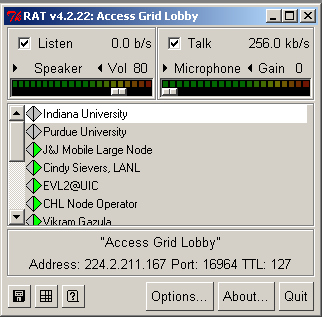 RAT v4.2.22: Access Grid Lobby
Listen 0.0 b/s
Talk 256.0 kb/s
Speaker Vol 80
Microphone Gain 0
Indiana University
Purdue University
J&J Mobile Large Node
Cindy Sievers, LANL
EVL2@UIC
CHL Node Operator
Vikram Gazula
"Access Grid Lobby"
Address: 224.2.211.167 Port: 16964 TTL: 127
Options... About... Quit